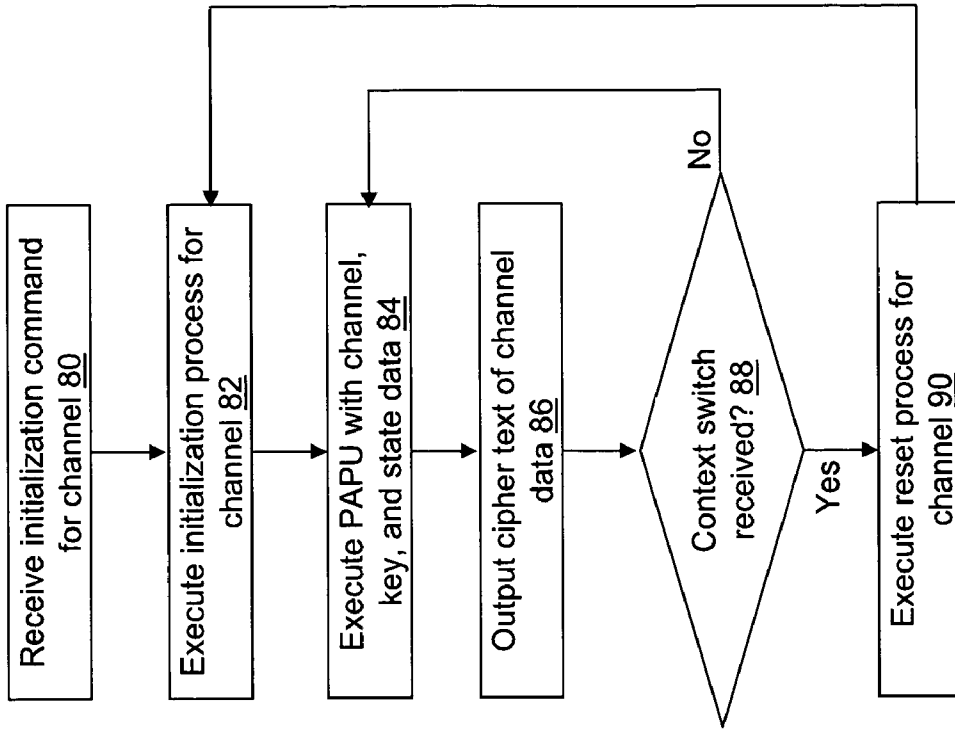 Receive initialization command
for channel 80
Execute initialization process for
channel 82
Execute PAPU with channel,
key, and state data 84
Output cipher text of channel
data 86
Context switch
received? 88
No
Yes
Execute reset process for
channel 90